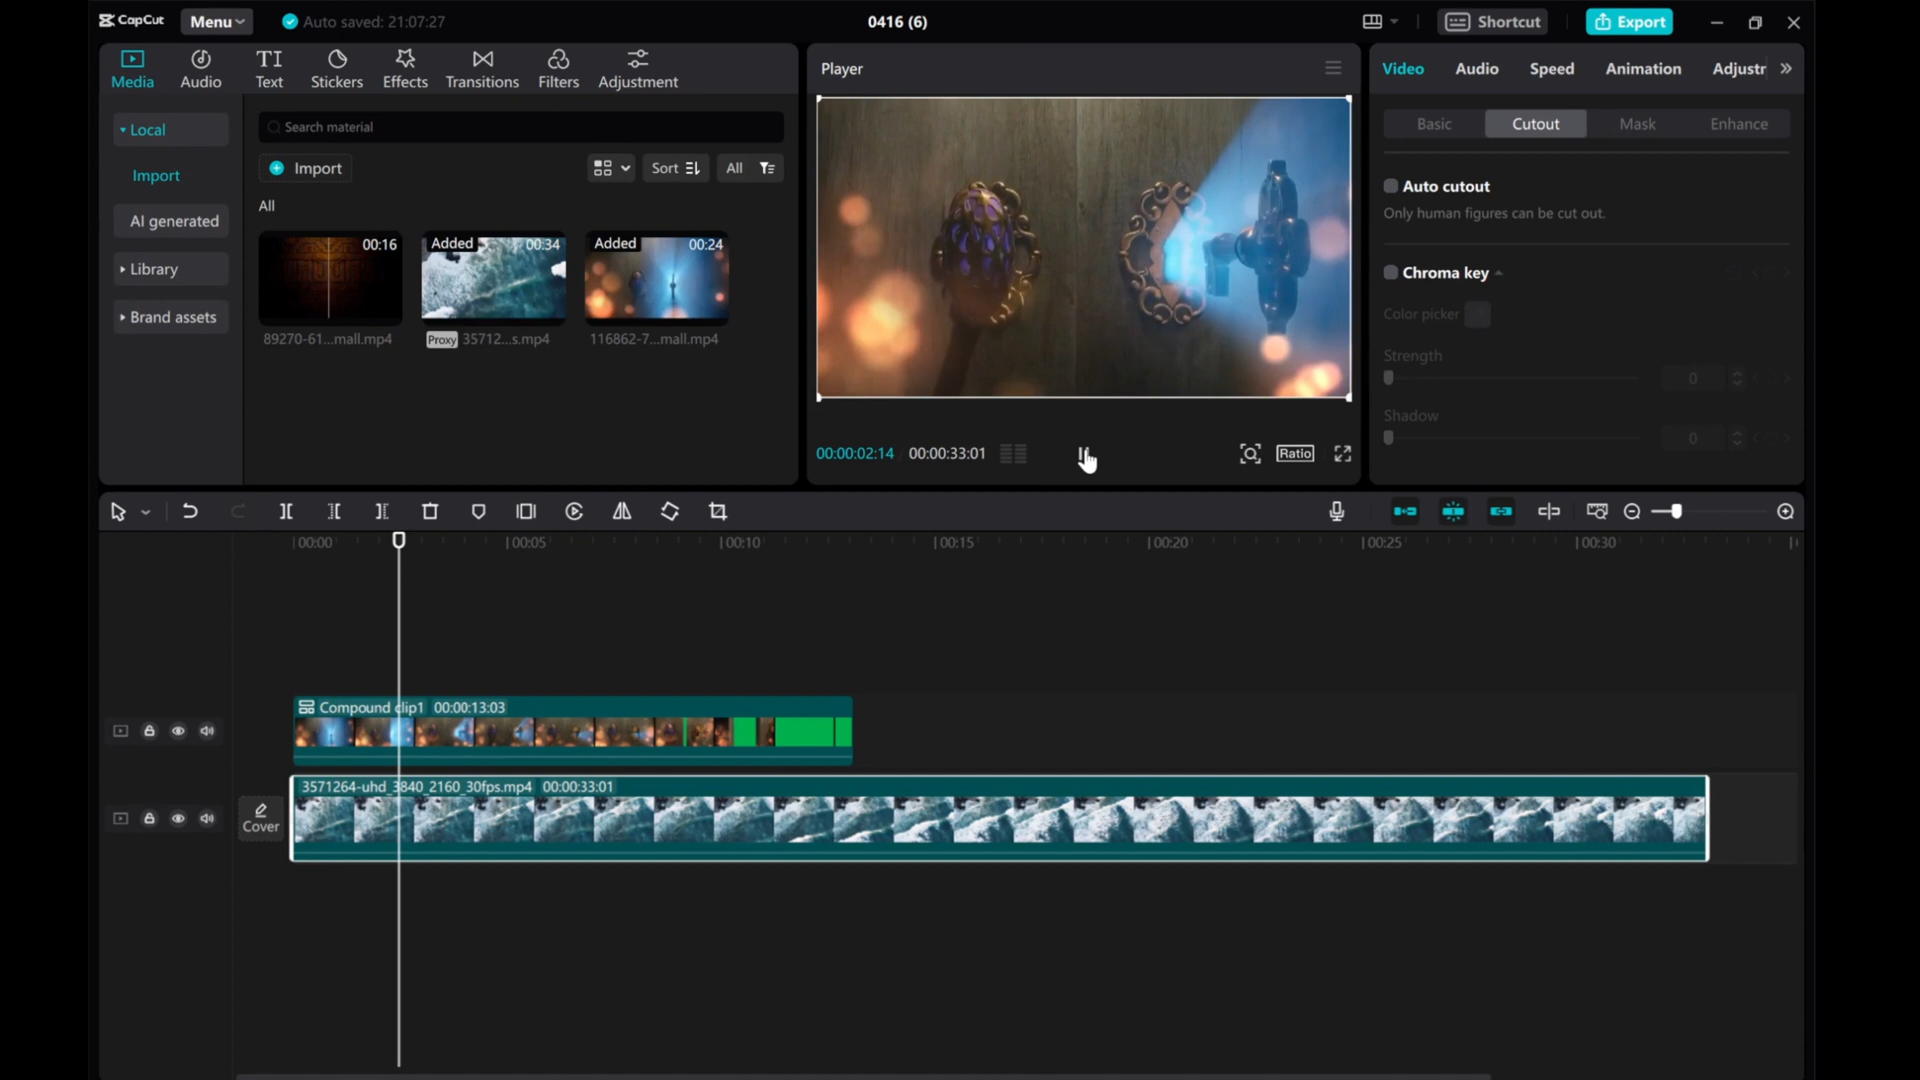 CapCut Menu Auto saved: 21:07:27 0416 (6) Shortcut Export
Media Audio Text Stickers Effects Transitions Filters Adjustment
Player
Video Audio Speed Animation Adjustr
Local
Import
AI generated
Library
Brand assets
Search material
Import Sort All
All
00:16 Added 00:34 Added 00:24
89270-61...mall.mp4 Proxy 35712...s.mp4 116862-7...mall.mp4
00:00:02:14 00:00:33:01 Ratio
Basic Cutout Mask Enhance
Auto cutout
Only human figures can be cut out.
Chroma key
Color picker
Strength
0
Shadow
0
00:00 00:05 00:10 00:15 00:20 00:25 00:30
Compound clip1 00:00:13:03
Cover
3571264-uhd_3840_2160_30fps.mp4 00:00:33:01